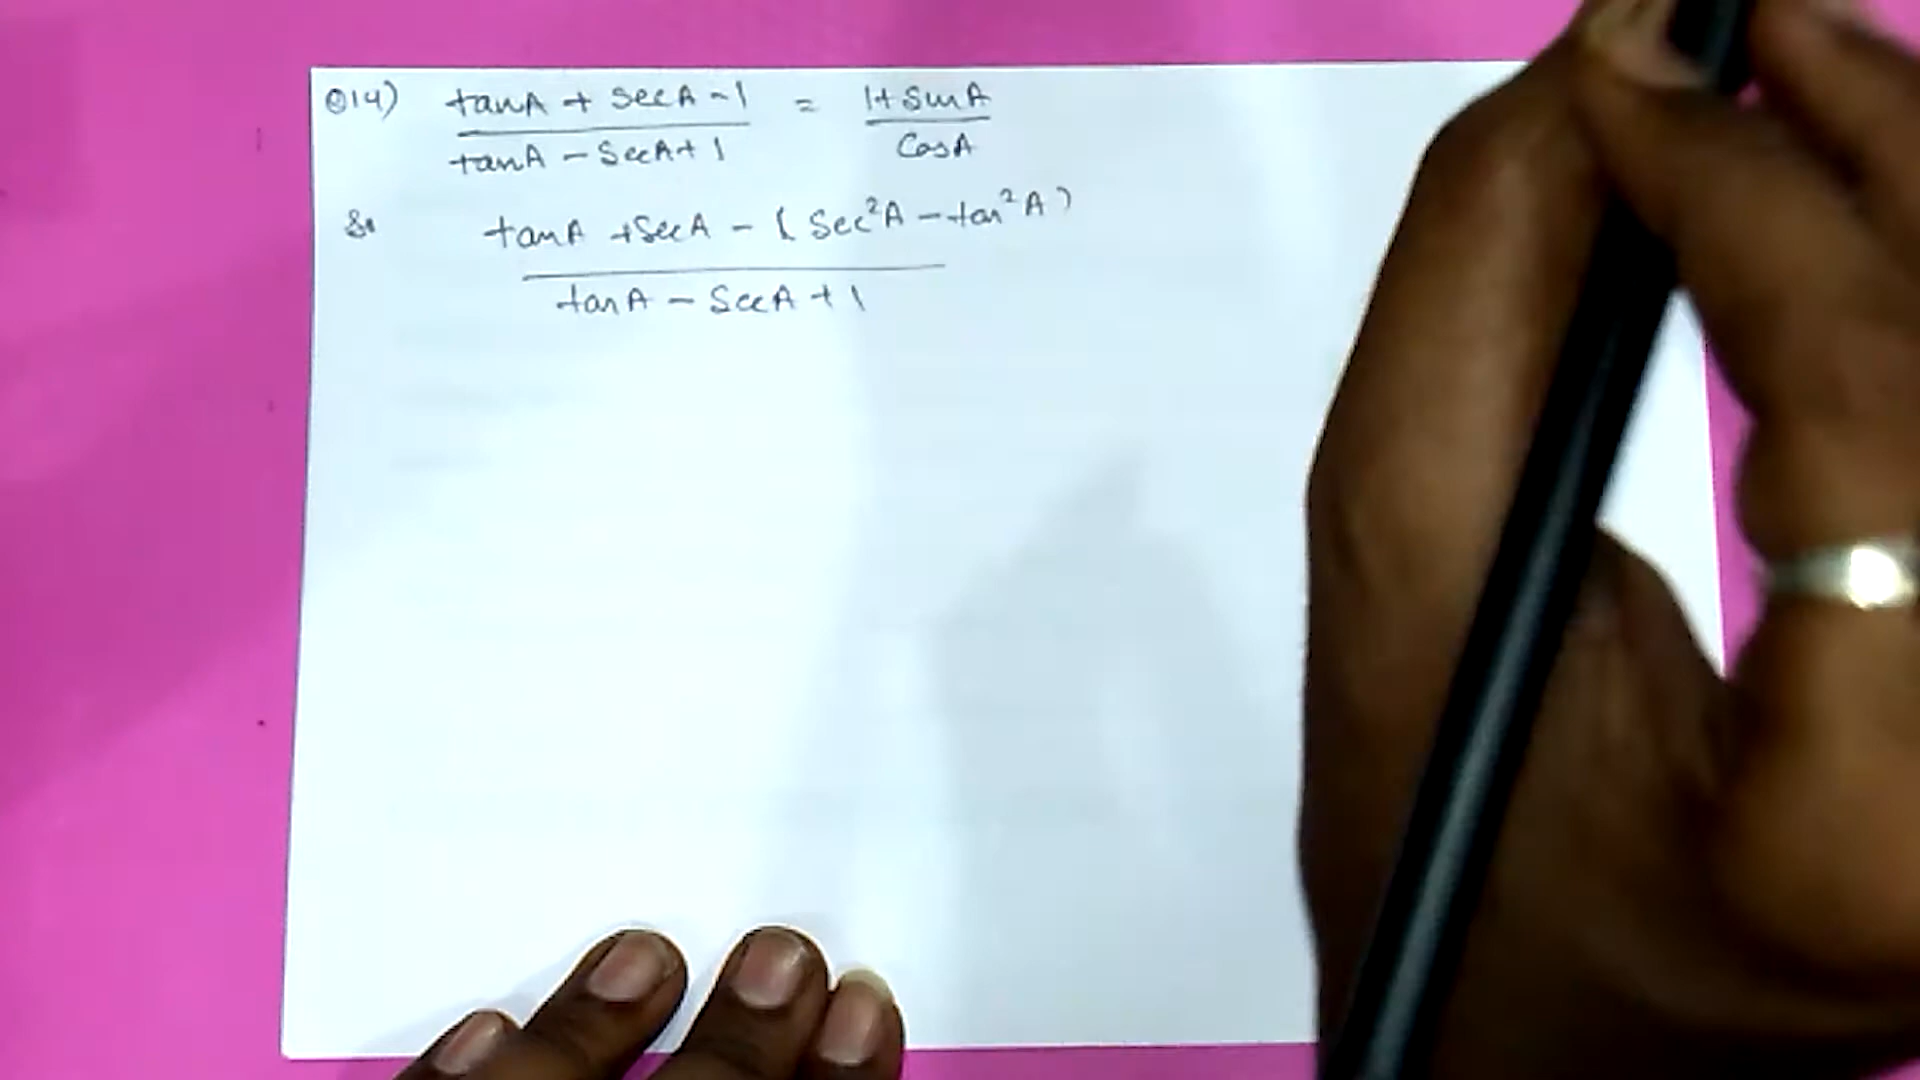 Q14) tanA + secA - 1 = 1 + sinA
tanA - SecA + 1 CosA
So tanA + SecA - ( Sec²A - tan²A )
tanA - SecA + 1